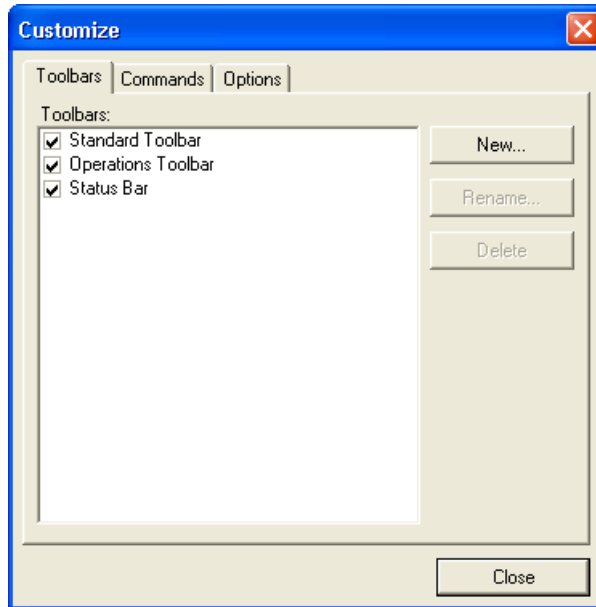 Customize
Toolbars Commands Options
Toolbars:
Standard Toolbar
Operations Toolbar
Status Bar
New...
Rename...
Delete
Close